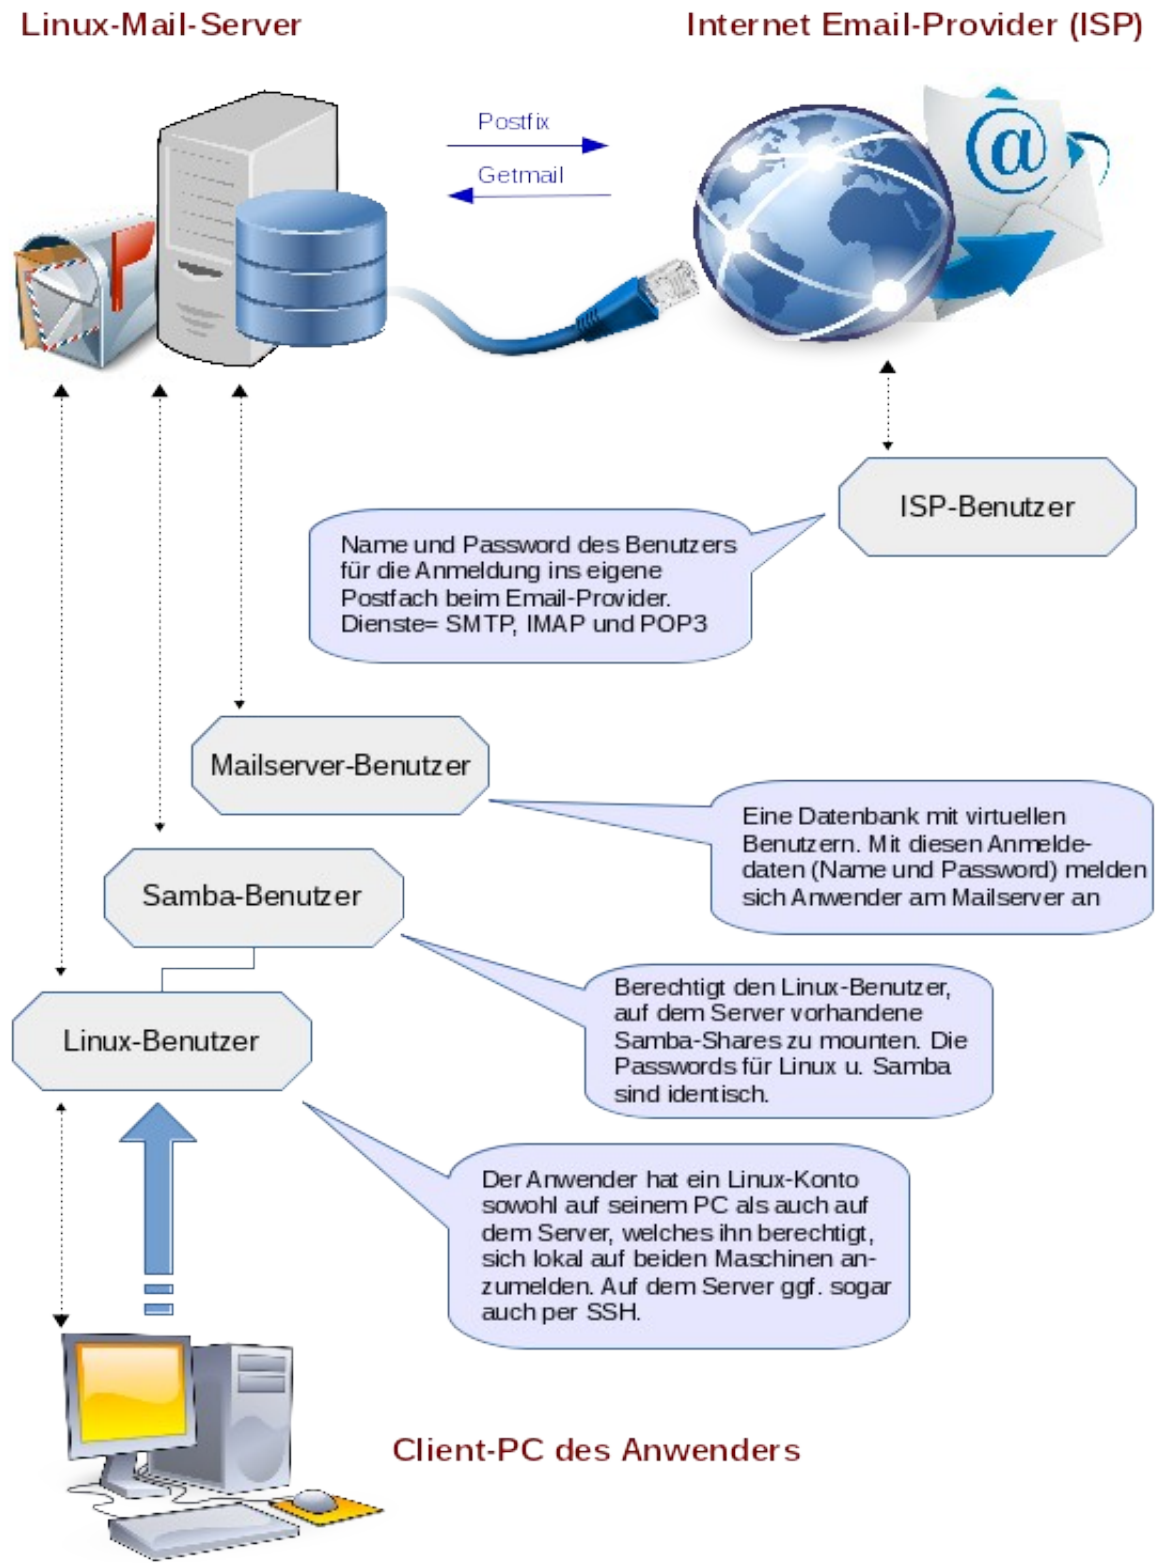 Linux-Mail-Server
Internet Email-Provider (ISP)
Postfix
Getmail
@
ISP-Benutzer
Name und Password des Benutzers
für die Anmeldung ins eigene
Postfach beim Email-Provider.
Dienste= SMTP, IMAP und POP3
Mailserver-Benutzer
Eine Datenbank mit virtuellen
Benutzern. Mit diesen Anmelde-
daten (Name und Password) melden
sich Anwender am Mailserver an
Samba-Benutzer
Berechtigt den Linux-Benutzer,
auf dem Server vorhandene
Samba-Shares zu mounten. Die
Passwords für Linux u. Samba
sind identisch.
Linux-Benutzer
Der Anwender hat ein Linux-Konto
sowohl auf seinem PC als auch auf
dem Server, welches ihn berechtigt,
sich lokal auf beiden Maschinen an-
zumelden. Auf dem Server ggf. sogar
auch per SSH.
Client-PC des Anwenders